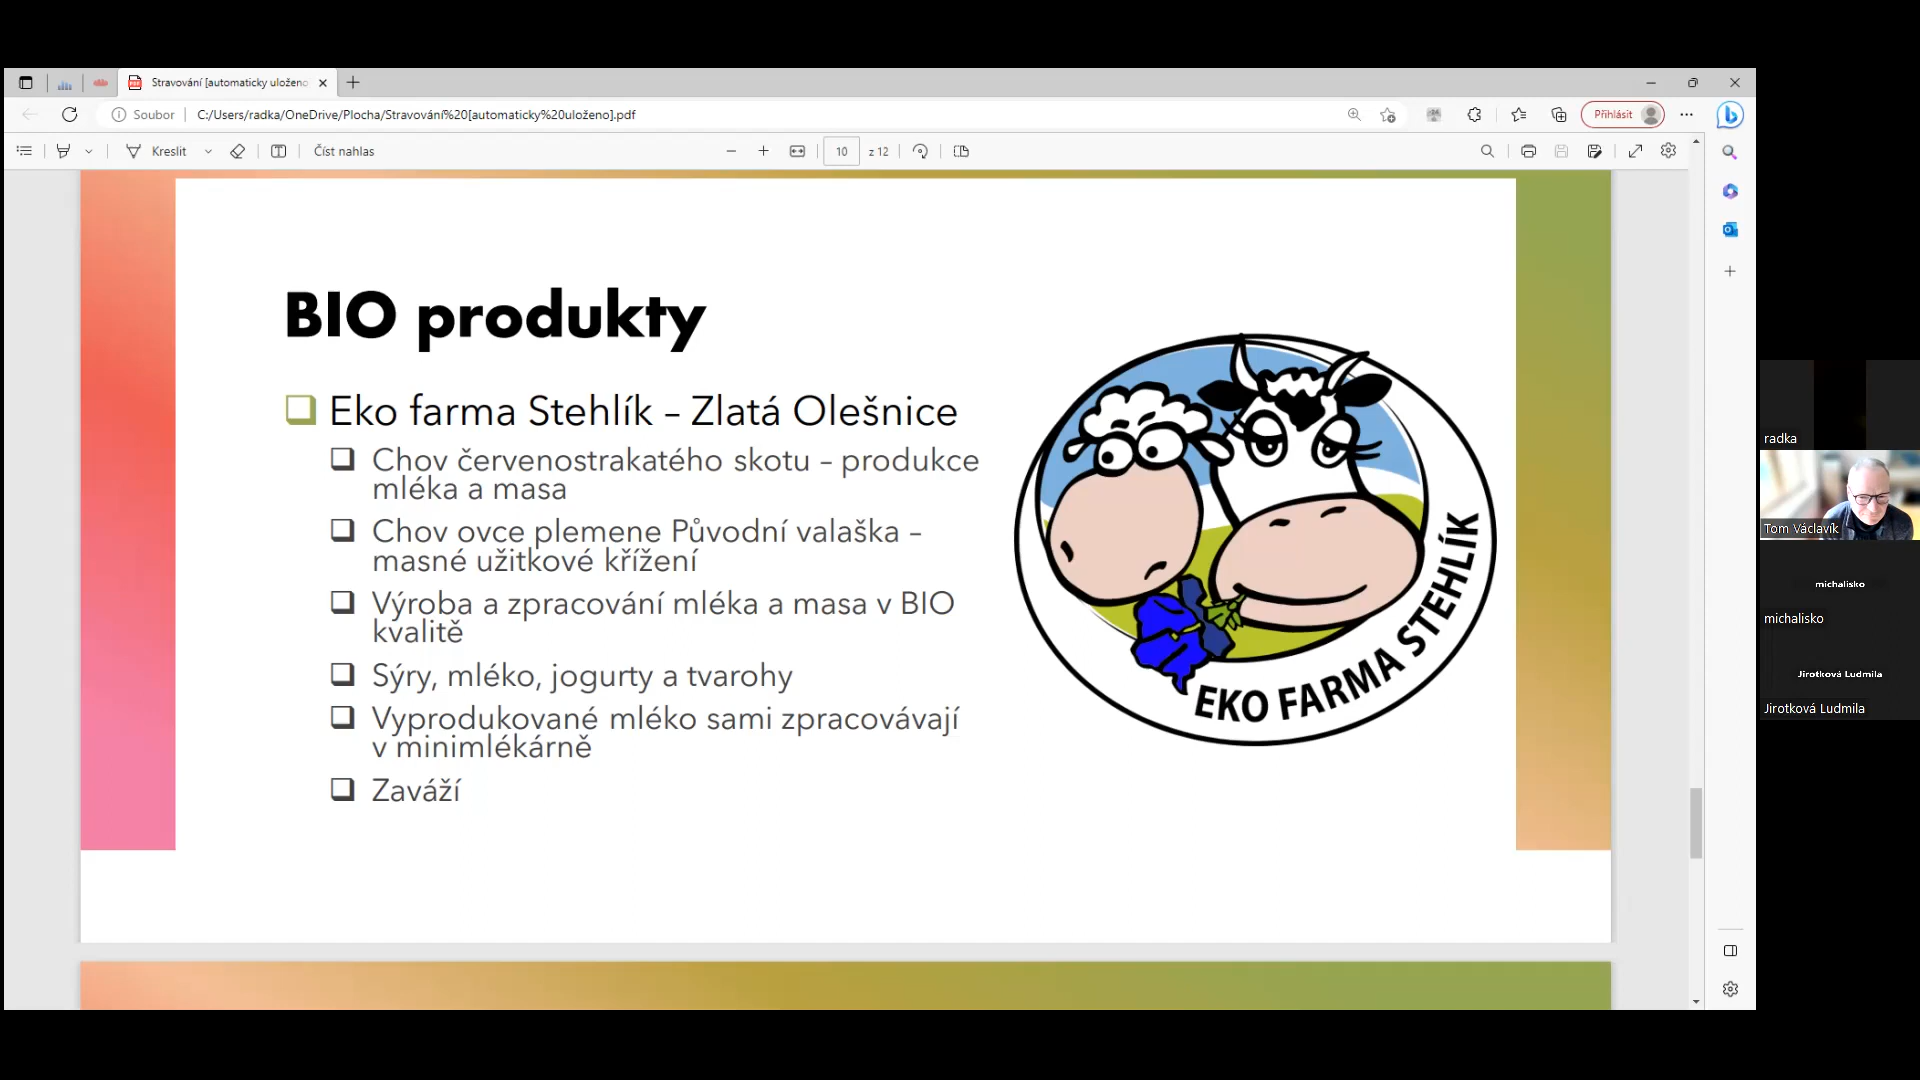 Stravování [automaticky uloženo
Soubor
C:/Users/radka/OneDrive/Plocha/Stravování%20[automaticky%20uloženo].pdf
Přihlásit
Kreslit
Číst nahlas
10
z 12
BIO produkty
Eko farma Stehlík – Zlatá Olešnice
Chov červenostrakatého skotu – produkce
mléka a masa
Chov ovce plemene Původní valaška –
masné užitkové křížení
Výroba a zpracování mléka a masa v BIO
kvalitě
Sýry, mléko, jogurty a tvarohy
Vyprodukované mléko sami zpracovávají
v minimlékárně
Zaváží
EKO FARMA STEHLÍK
radka
Tom Václavík
michalisko
michalisko
Jirotková Ludmila
Jirotková Ludmila